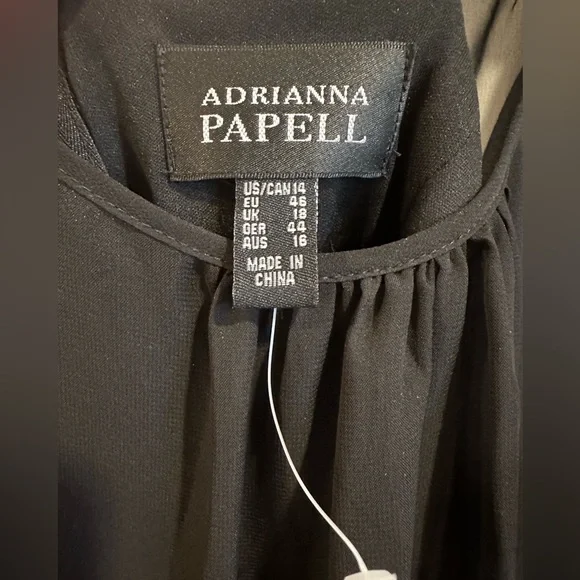 ADRIANNA
PAPELL
US/CAN 14
EU 46
UK 18
GER 44
AUS 16
MADE IN
CHINA